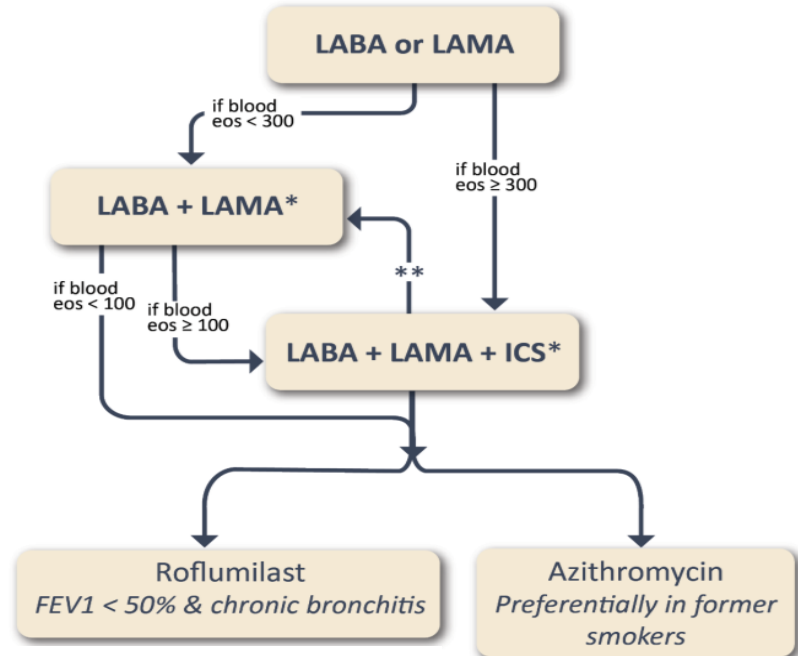 LABA or LAMA
if blood
eos < 300
if blood
eos ≥ 300
LABA + LAMA*
**
if blood
eos < 100
if blood
eos ≥ 100
LABA + LAMA + ICS*
Roflumilast
FEV1 < 50% & chronic bronchitis
Azithromycin
Preferentially in former
smokers